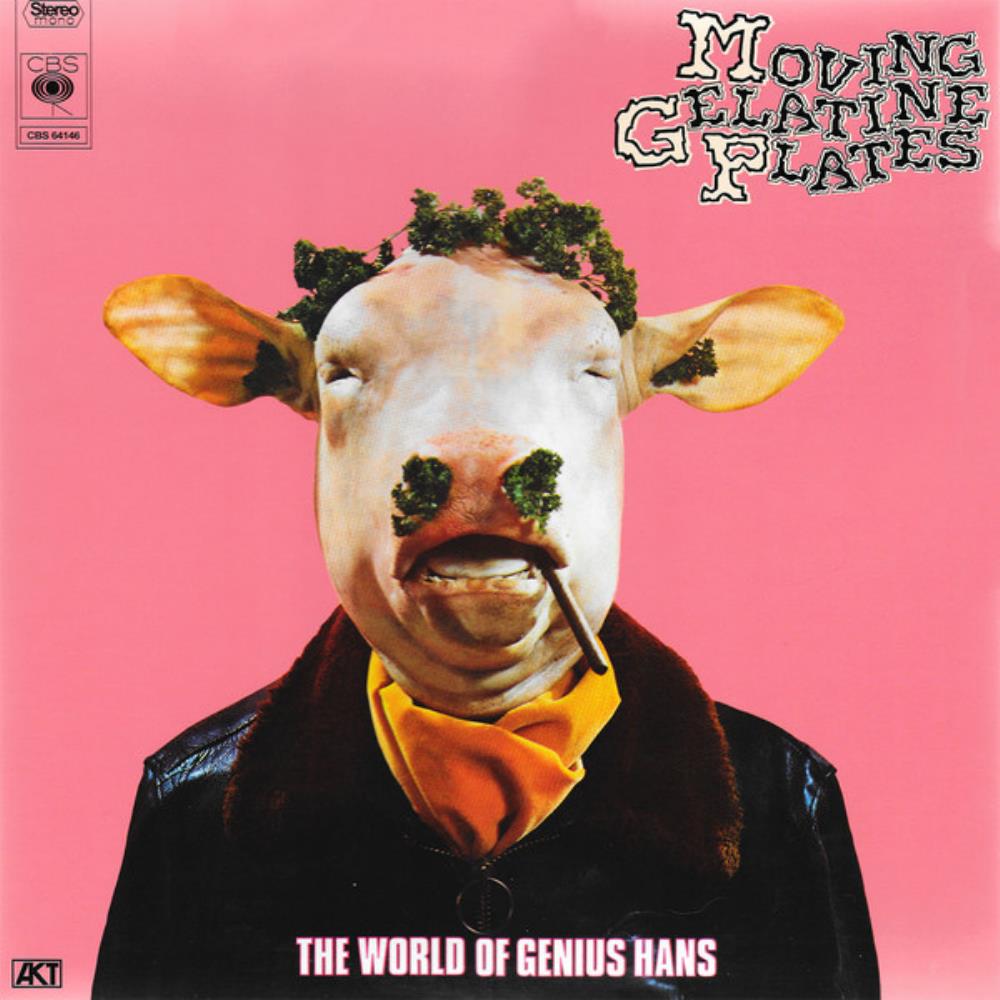 Stereo
mono
CBS
CBS 64146
MOVING
GELATINE
PLATES
THE WORLD OF GENIUS HANS
AKT